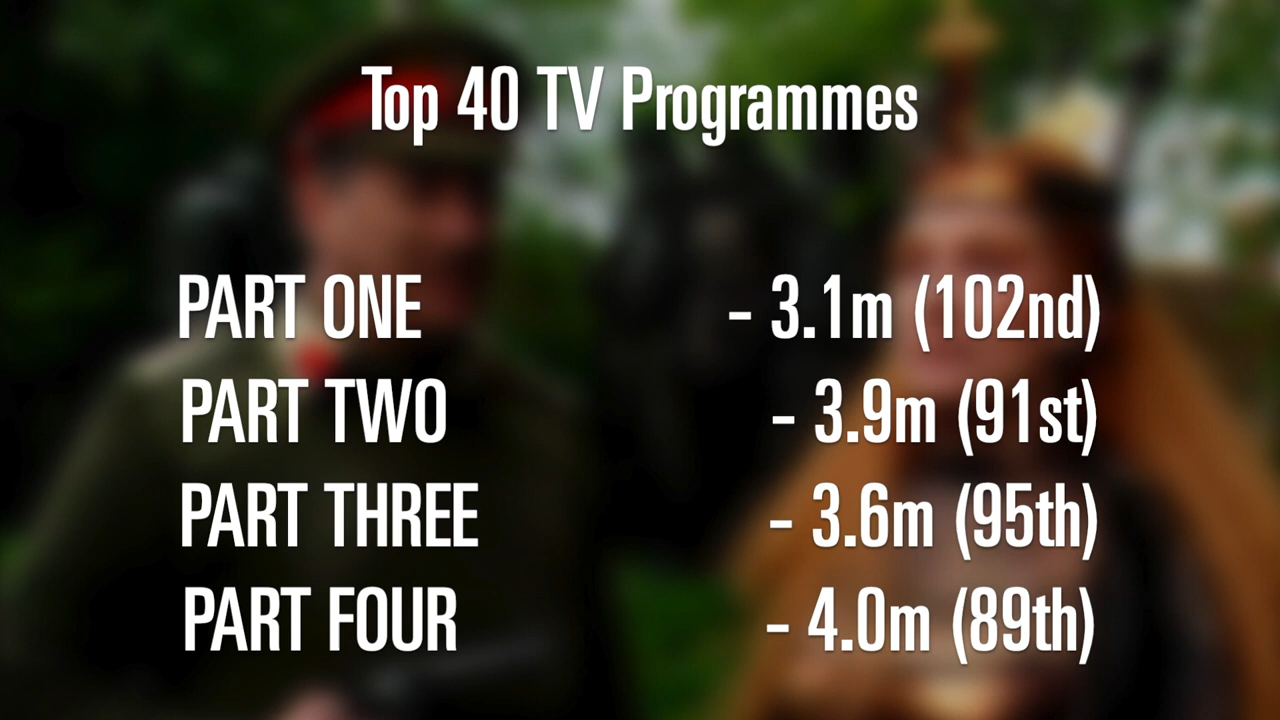 Top 40 TV Programmes
PART ONE – 3.1m (102nd)
PART TWO – 3.9m (91st)
PART THREE – 3.6m (95th)
PART FOUR – 4.0m (89th)